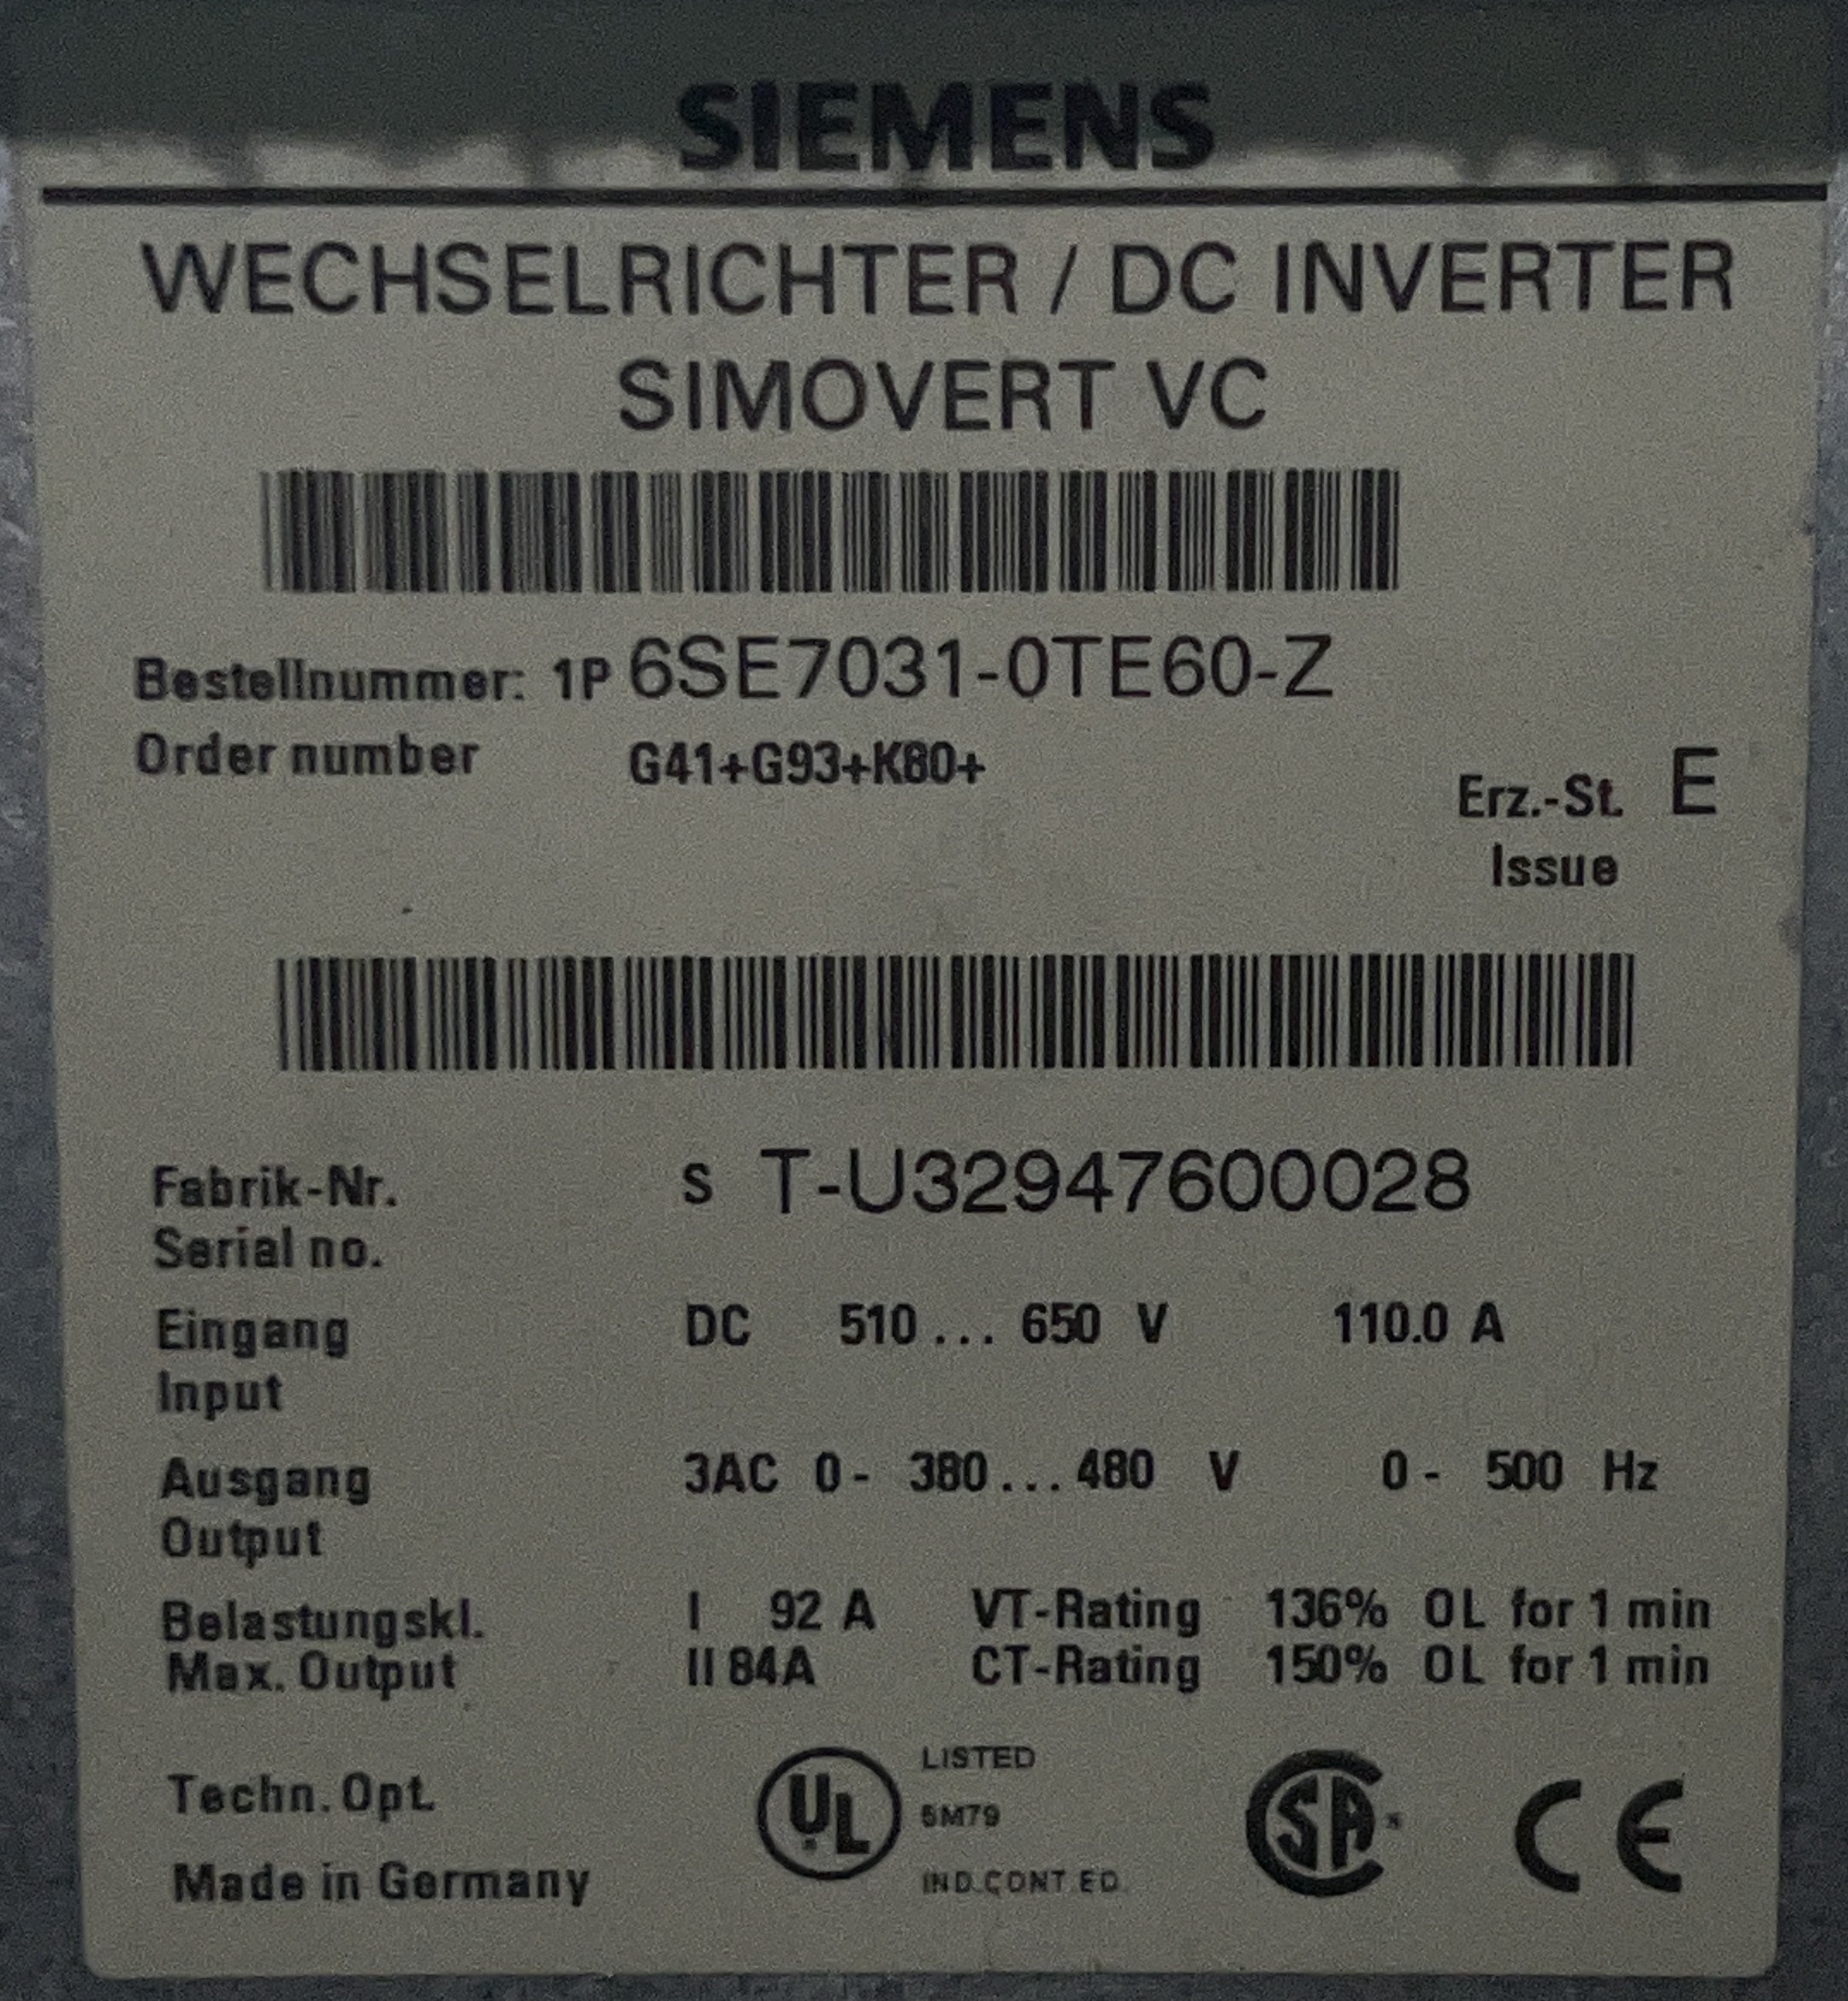 SIEMENS
WECHSELRICHTER / DC INVERTER
SIMOVERT VC
Bestellnummer: 1P 6SE7031-0TE60-Z
Order number G41+G93+K80+
Erz.-St. E
Issue
Fabrik-Nr. S T-U32947600028
Serial no.
Eingang DC 510 ... 650 V 110.0 A
Input
Ausgang 3AC 0 - 380 ... 480 V 0 - 500 Hz
Output
Belastungskl. I 92 A VT-Rating 136% OL for 1 min
Max. Output II 84A CT-Rating 150% OL for 1 min
Techn. Opt.
UL LISTED
5M79
IND.CONT.EQ.
SA
CE
Made in Germany